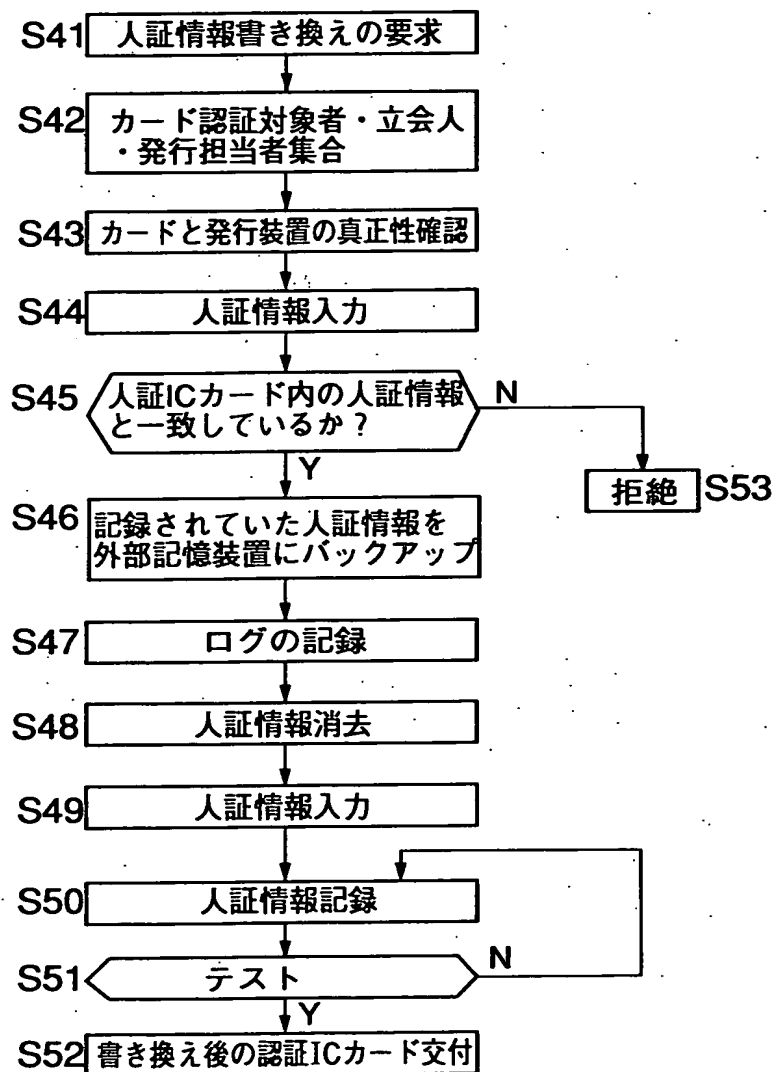 S41 人証情報書き換えの要求
S42 カード認証対象者・立会人
・発行担当者集合
S43 カードと発行装置の真正性確認
S44 人証情報入力
S45 人証ICカード内の人証情報 N
と一致しているか？
Y
拒絶 S53
S46 記録されていた人証情報を
外部記憶装置にバックアップ
S47 ログの記録
S48 人証情報消去
S49 人証情報入力
S50 人証情報記録
S51 テスト N
Y
S52 書き換え後の認証ICカード交付